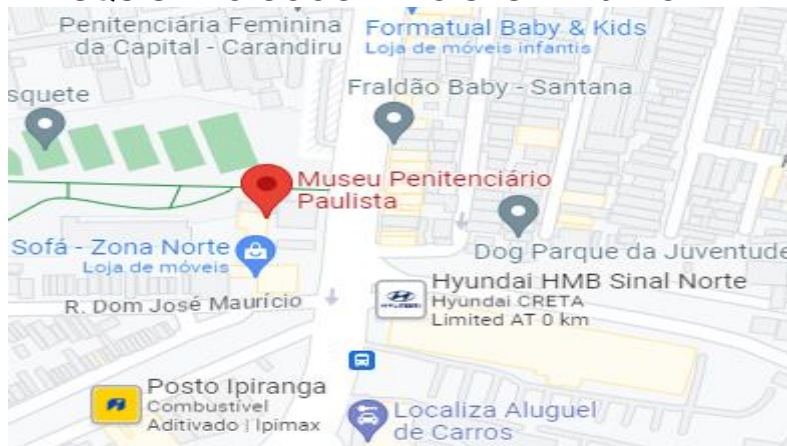 Penitenciária Feminina
da Capital - Carandiru
Formatual Baby & Kids
Loja de móveis infantis
squete
Fraldão Baby - Santana
Museu Penitenciário
Paulista
Sofá - Zona Norte
Loja de móveis
Dog Parque da Juventude
Hyundai HMB Sinal Norte
Hyundai CRETA
Limited AT 0 km
R. Dom José Maurício
Posto Ipiranga
Combustível
Aditivado | Ipimax
Localiza Aluguel
de Carros